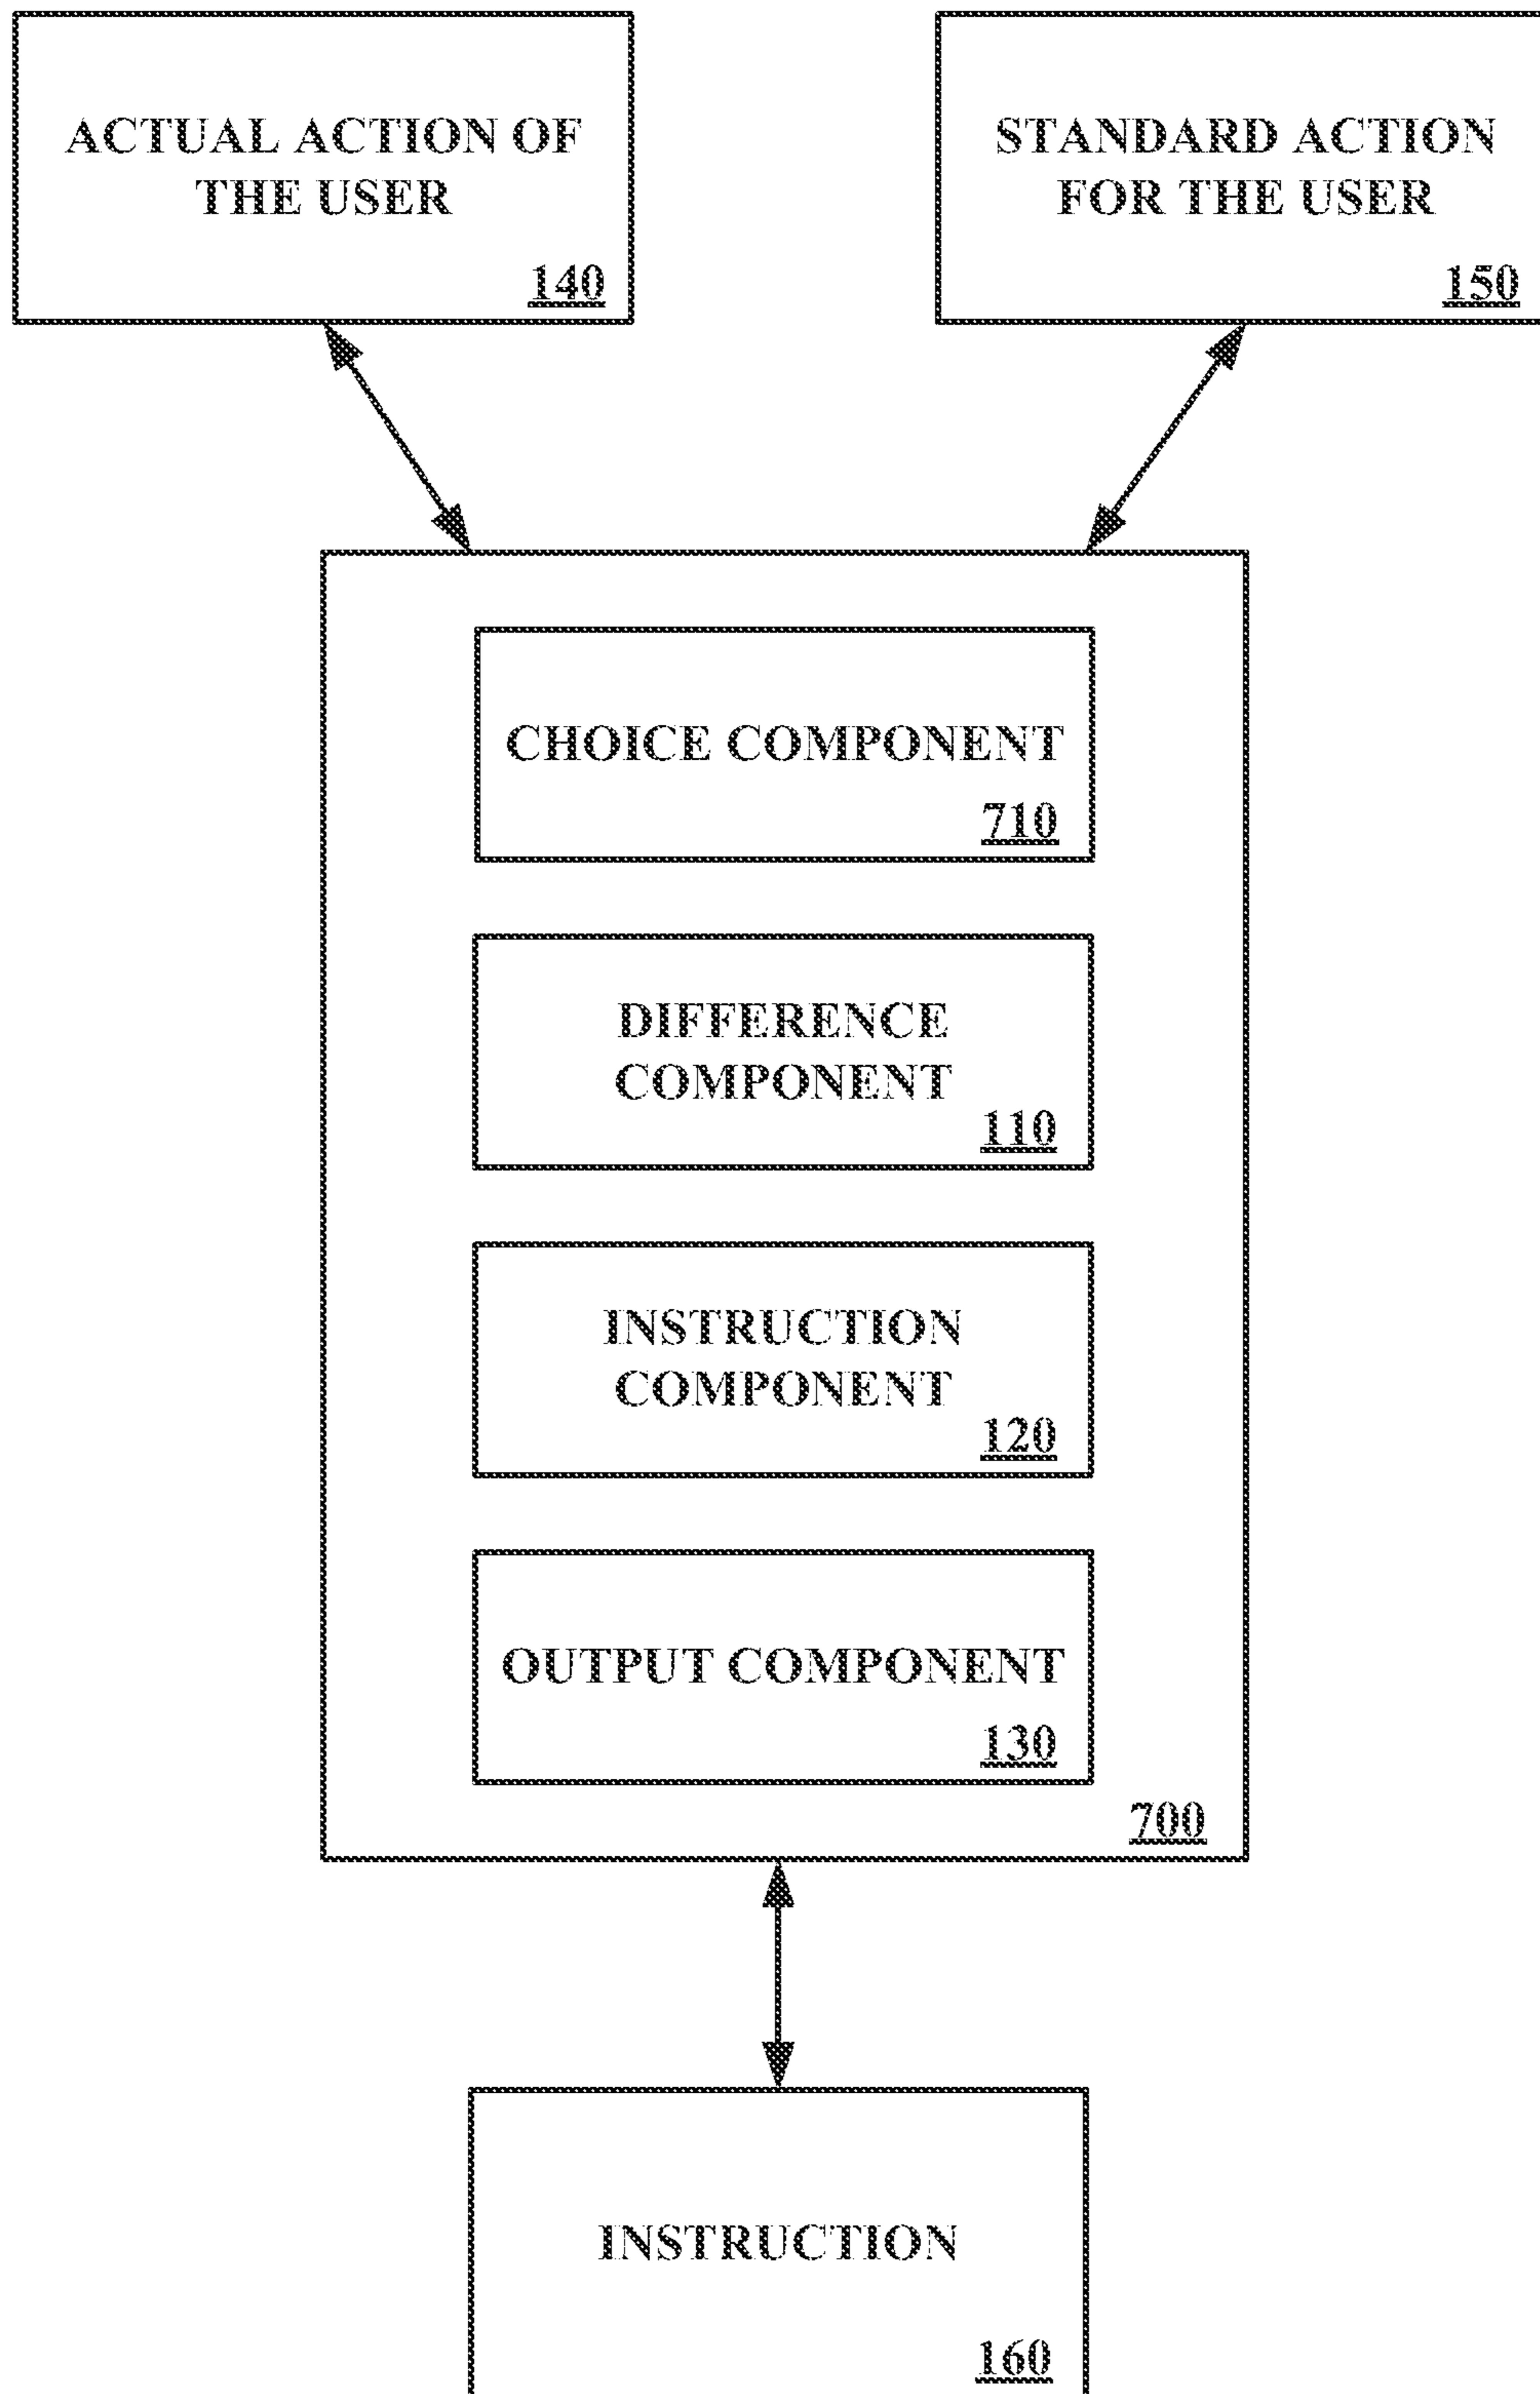 ACTUAL ACTION OF
THE USER
140
STANDARD ACTION
FOR THE USER
150
CHOICE COMPONENT
710
DIFFERENCE
COMPONENT
110
INSTRUCTION
COMPONENT
120
OUTPUT COMPONENT
130
700
INSTRUCTION
160